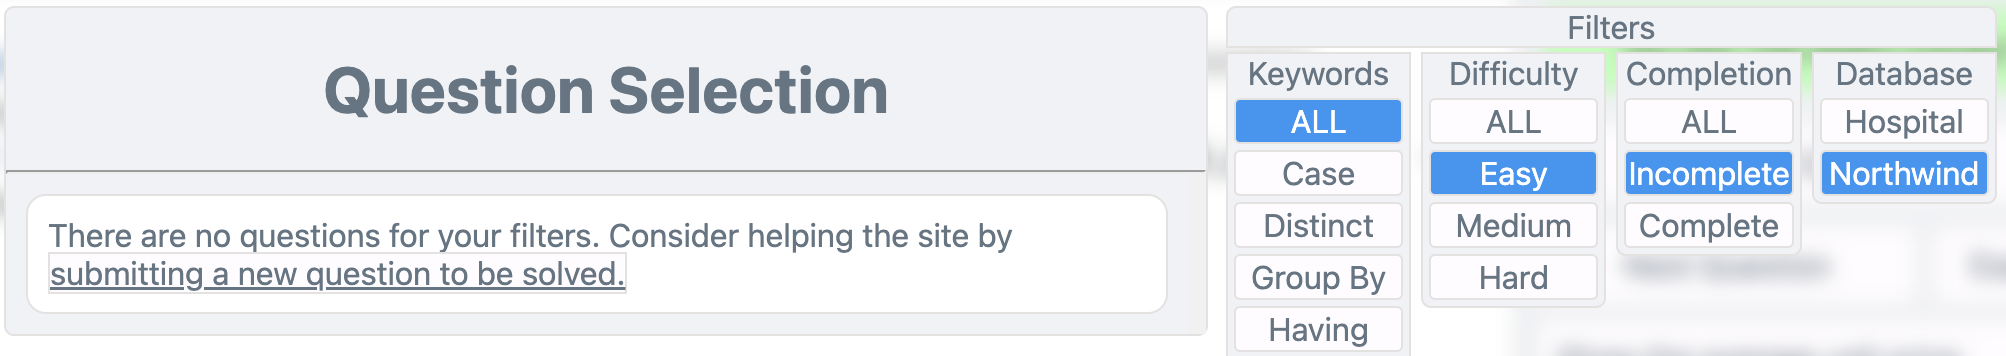 Question Selection
There are no questions for your filters. Consider helping the site by
submitting a new question to be solved.
Filters
Keywords
ALL
Case
Distinct
Group By
Having
Difficulty
ALL
Easy
Medium
Hard
Completion
ALL
Incomplete
Complete
Database
Hospital
Northwind